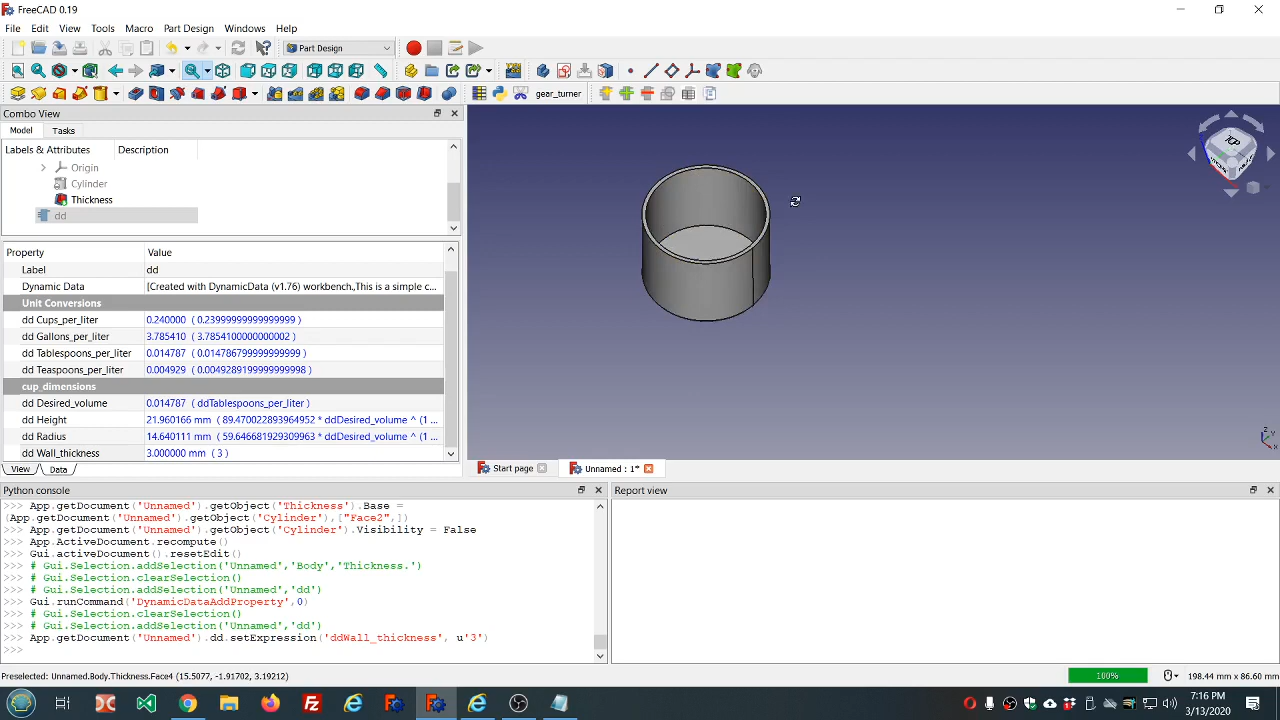 FreeCAD 0.19
File Edit View Tools Macro Part Design Windows Help
Part Design
gear_turner
Combo View
Model Tasks
Labels & Attributes Description
Origin
Cylinder
Thickness
dd
Property Value
Label dd
Dynamic Data [Created with DynamicData (v1.76) workbench.,This is a simple c...
Unit Conversions
dd Cups_per_liter 0.240000 ( 0.23999999999999999 )
dd Gallons_per_liter 3.785410 ( 3.7854100000000002 )
dd Tablespoons_per_liter 0.014787 ( 0.014786799999999999 )
dd Teaspoons_per_liter 0.004929 ( 0.0049289199999999998 )
cup_dimensions
dd Desired_volume 0.014787 ( ddTablespoons_per_liter )
dd Height 21.960166 mm ( 89.470022893964952 * ddDesired_volume ^ (1 ...
dd Radius 14.640111 mm ( 59.646681929309963 * ddDesired_volume ^ (1 ...
dd Wall_thickness 3.000000 mm ( 3 )
View Data
Start page Unnamed : 1*
Python console
>>> App.getDocument('Unnamed').getObject('Thickness').Base =
(App.getDocument('Unnamed').getObject('Cylinder'),["Face2",])
>>> App.getDocument('Unnamed').getObject('Cylinder').Visibility = False
>>> App.ActiveDocument.recompute()
>>> Gui.activeDocument().resetEdit()
>>> # Gui.Selection.addSelection('Unnamed','Body','Thickness.')
>>> # Gui.Selection.clearSelection()
>>> # Gui.Selection.addSelection('Unnamed','dd')
>>> Gui.runCommand('DynamicDataAddProperty',0)
>>> # Gui.Selection.clearSelection()
>>> # Gui.Selection.addSelection('Unnamed','dd')
>>> App.getDocument('Unnamed').dd.setExpression('ddWall_thickness', u'3')
>>>
Report view
Preselected: Unnamed.Body.Thickness.Face4 (15.5077, -1.91702, 3.19212)
100%
198.44 mm x 86.60 mm
7:16 PM
3/13/2020